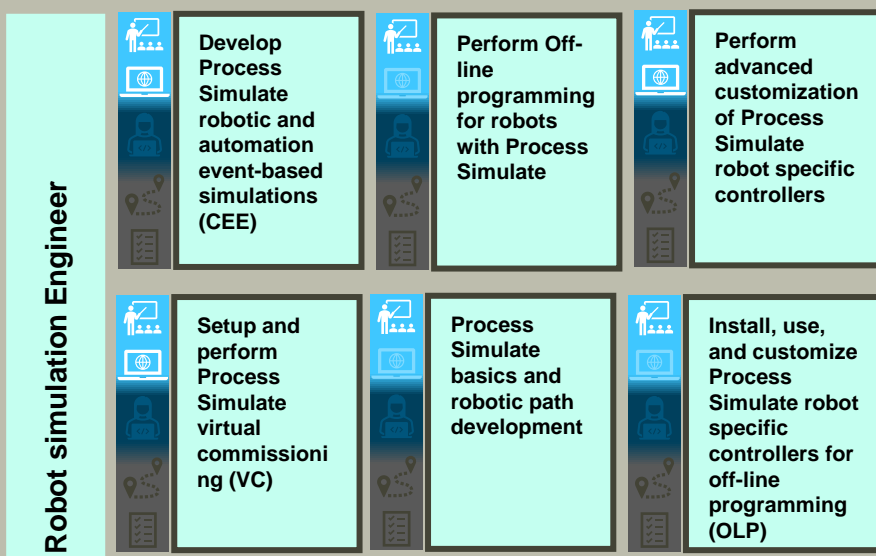 Robot simulation Engineer
Develop
Process
Simulate
robotic and
automation
event-based
simulations
(CEE)
Perform Off-
line
programming
for robots
with Process
Simulate
Perform
advanced
customization
of Process
Simulate
robot specific
controllers
Setup and
perform
Process
Simulate
virtual
commissioni
ng (VC)
Process
Simulate
basics and
robotic path
development
Install, use,
and customize
Process
Simulate robot
specific
controllers for
off-line
programming
(OLP)